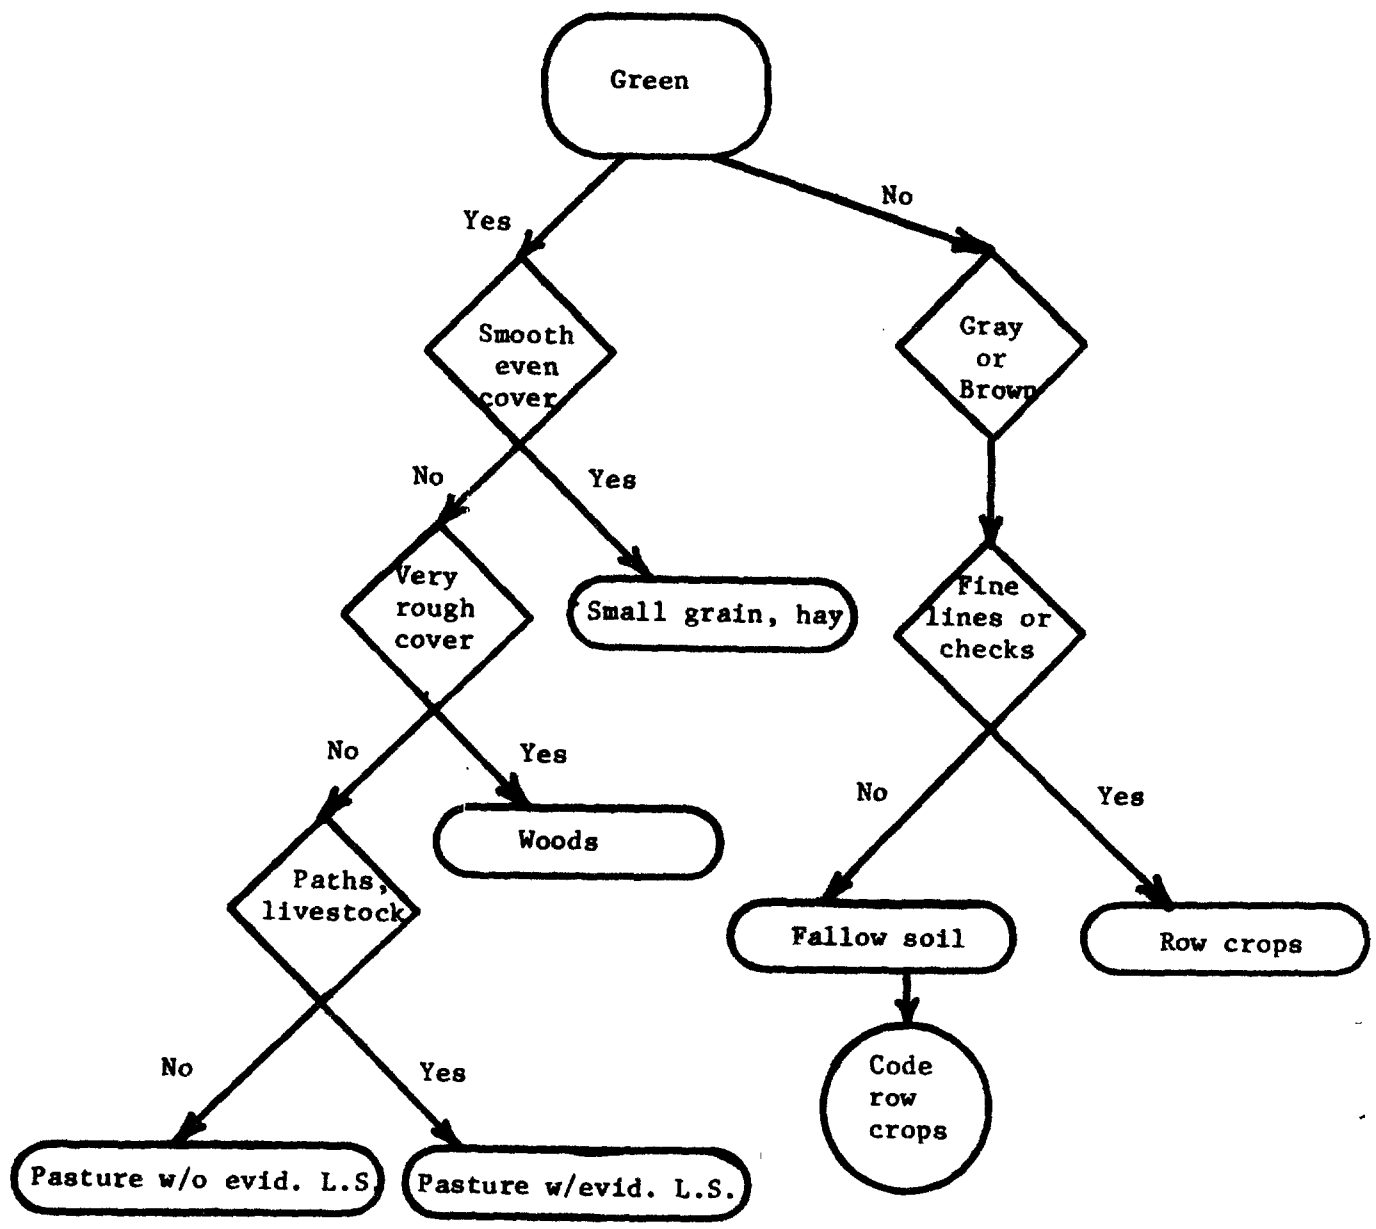 Green
Yes
No
Smooth
even
cover
Gray
or
Brown
No
Yes
Very
rough
cover
Small grain, hay
Fine
lines or
checks
No
Yes
Woods
No
Yes
Paths,
livestock
Fallow soil
Row crops
Code
row
crops
No
Yes
Pasture w/o evid. L.S.
Pasture w/evid. L.S.